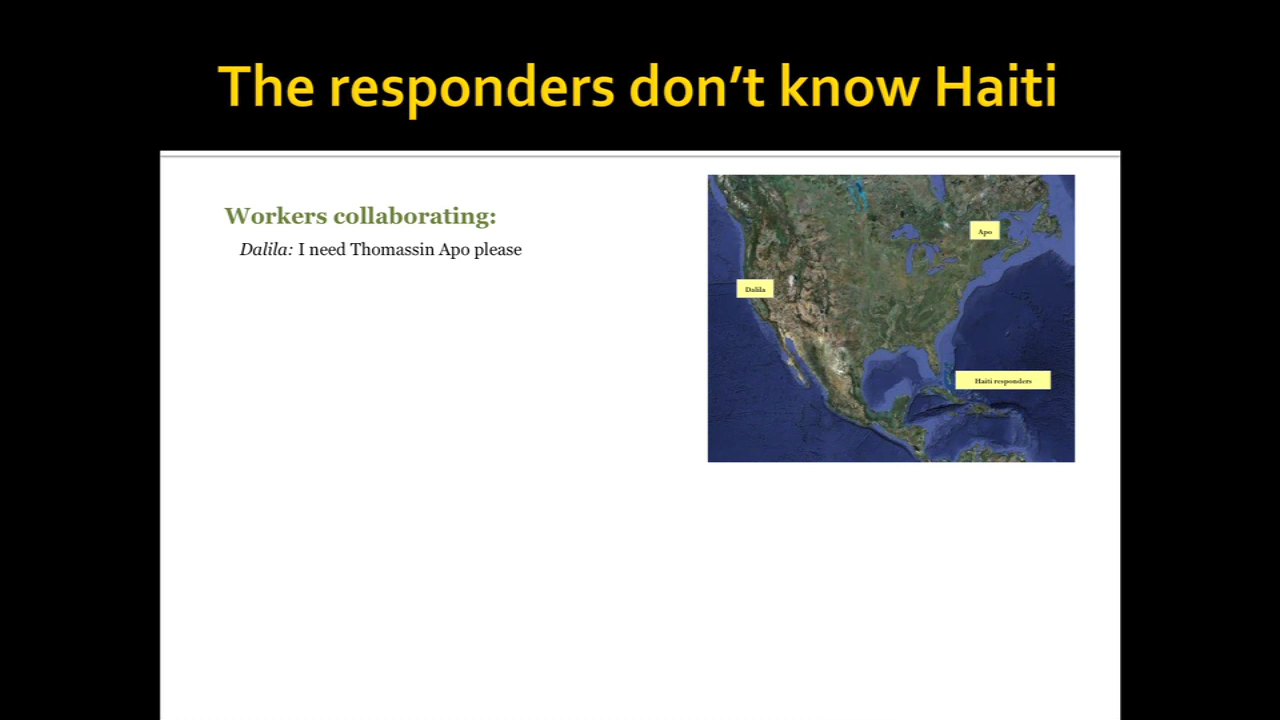 The responders don’t know Haiti
Workers collaborating:
Dalila: I need Thomassin Apo please
Apo
Dalila
Haiti responders